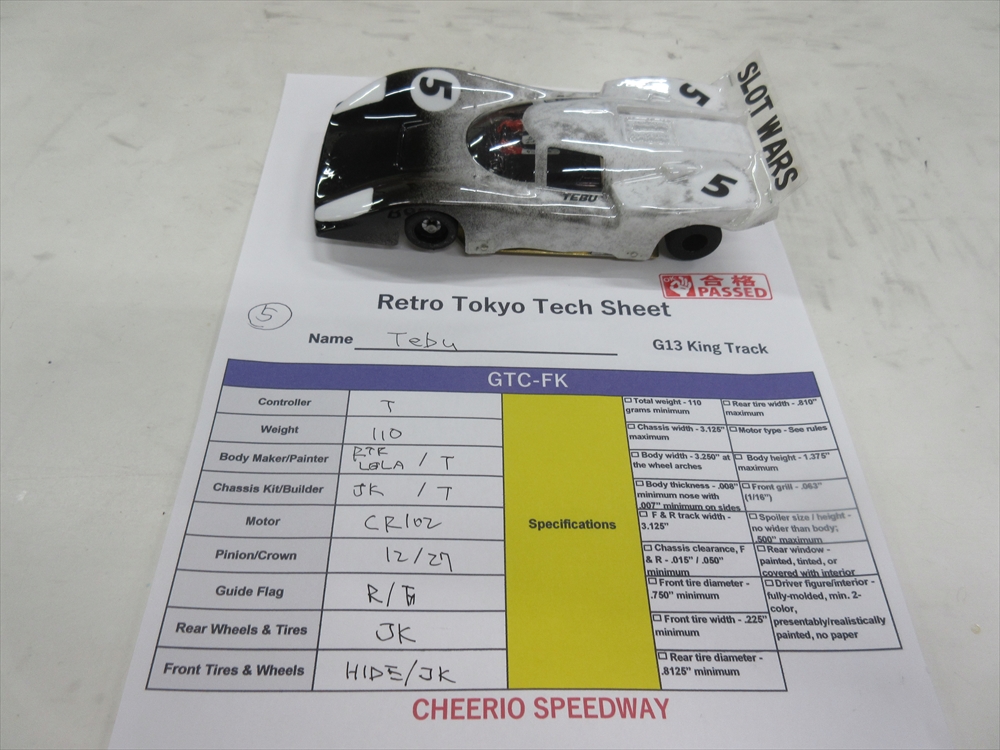 5
5
SLOT WARS
5
TEBU
合格
PASSED
Retro Tokyo Tech Sheet
5
Name Tebu
G13 King Track
GTC-FK
Controller T
Weight 110
Body Maker/Painter RTK LOLA / T
Chassis Kit/Builder JK / T
Motor CR102
Pinion/Crown 12/27
Guide Flag R/
Rear Wheels & Tires JK
Front Tires & Wheels HIDE/JK
Specifications
☐ Total weight - 110
grams minimum
☐ Rear tire width - .810"
maximum
☐ Chassis width - 3.125"
maximum
☐ Motor type - See rules
☐ Body width - 3.250" at
the wheel arches
☐ Body height - 1.375"
maximum
☐ Body thickness - .008"
minimum nose with
.007" minimum on sides
☐ Front grill - .063"
(1/16")
☐ F & R track width -
3.125"
☐ Spoiler size / height -
no wider than body;
.500" maximum
☐ Chassis clearance, F
& R - .015" / .050"
minimum
☐ Rear window -
painted, tinted, or
covered with interior
☐ Front tire diameter -
.750" minimum
☐ Driver figure/interior -
fully-molded, min. 2-
color,
presentably/realistically
painted, no paper
☐ Front tire width - .225"
minimum
☐ Rear tire diameter -
.8125" minimum
CHEERIO SPEEDWAY